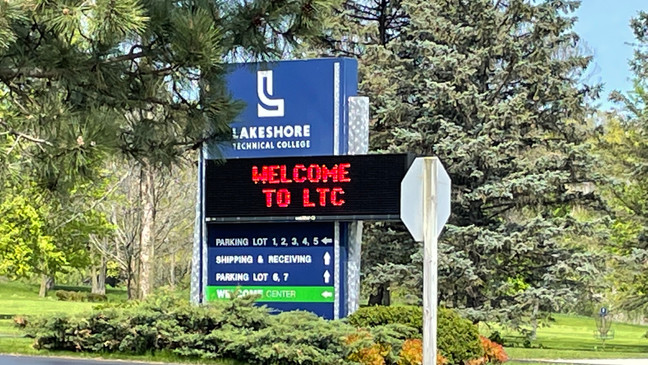 LAKESHORE
TECHNICAL COLLEGE
WELCOME
TO LTC
PARKING LOT 1, 2, 3, 4, 5
SHIPPING & RECEIVING
PARKING LOT 6, 7
WELCOME CENTER